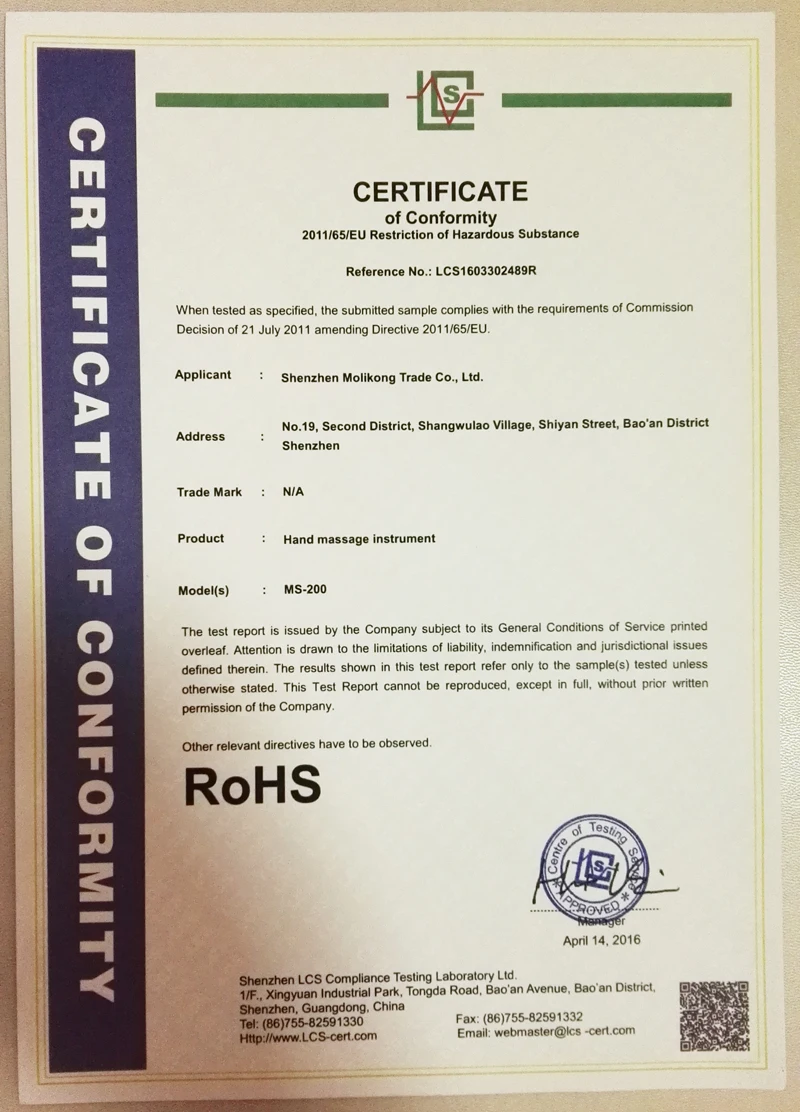 CERTIFICATE OF CONFORMITY
LCS
CERTIFICATE
of Conformity
2011/65/EU Restriction of Hazardous Substance
Reference No.: LCS1603302489R
When tested as specified, the submitted sample complies with the requirements of Commission
Decision of 21 July 2011 amending Directive 2011/65/EU.
Applicant : Shenzhen Molikong Trade Co., Ltd.
Address : No.19, Second District, Shangwulao Village, Shiyan Street, Bao'an District
Shenzhen
Trade Mark : N/A
Product : Hand massage instrument
Model(s) : MS-200
The test report is issued by the Company subject to its General Conditions of Service printed
overleaf. Attention is drawn to the limitations of liability, indemnification and jurisdictional issues
defined therein. The results shown in this test report refer only to the sample(s) tested unless
otherwise stated. This Test Report cannot be reproduced, except in full, without prior written
permission of the Company.
Other relevant directives have to be observed.
RoHS
Centre of Testing Service
LCS
* APPROVED *
Manager
April 14, 2016
Shenzhen LCS Compliance Testing Laboratory Ltd.
1/F., Xingyuan Industrial Park, Tongda Road, Bao'an Avenue, Bao'an District,
Shenzhen, Guangdong, China
Tel: (86)755-82591330 Fax: (86)755-82591332
Http://www.LCS-cert.com Email: webmaster@lcs -cert.com